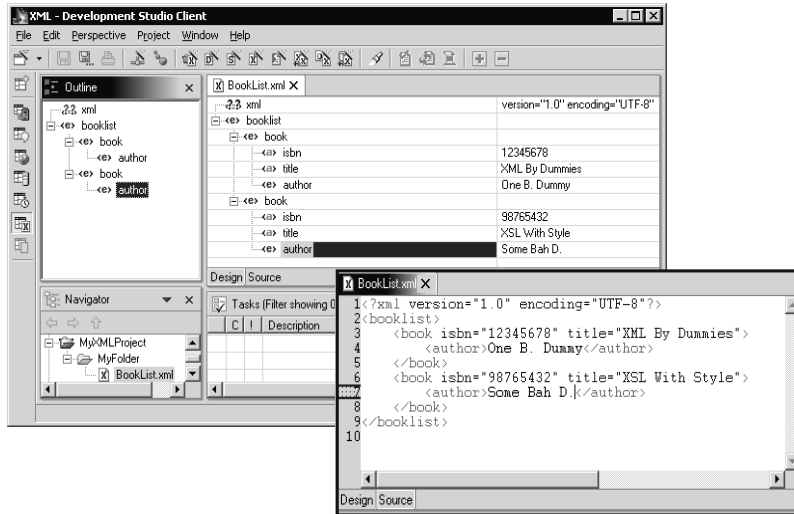 XML - Development Studio Client
File Edit Perspective Project Window Help
Outline
?-? xml
<e> booklist
<e> book
<e> author
<e> book
<e> author
BookList.xml
?-? xml version="1.0" encoding="UTF-8"
<e> booklist
<e> book
<a> isbn 12345678
<a> title XML By Dummies
<e> author One B. Dummy
<e> book
<a> isbn 98765432
<a> title XSL With Style
<e> author Some Bah D.
Design Source
Navigator
MyXMLProject
MyFolder
BookList.xml
Tasks (Filter showing 0
C ! Description
BookList.xml
1<?xml version="1.0" encoding="UTF-8"?>
2<booklist>
3 <book isbn="12345678" title="XML By Dummies">
4 <author>One B. Dummy</author>
5 </book>
6 <book isbn="98765432" title="XSL With Style">
7 <author>Some Bah D.</author>
8 </book>
9</booklist>
10
Design Source